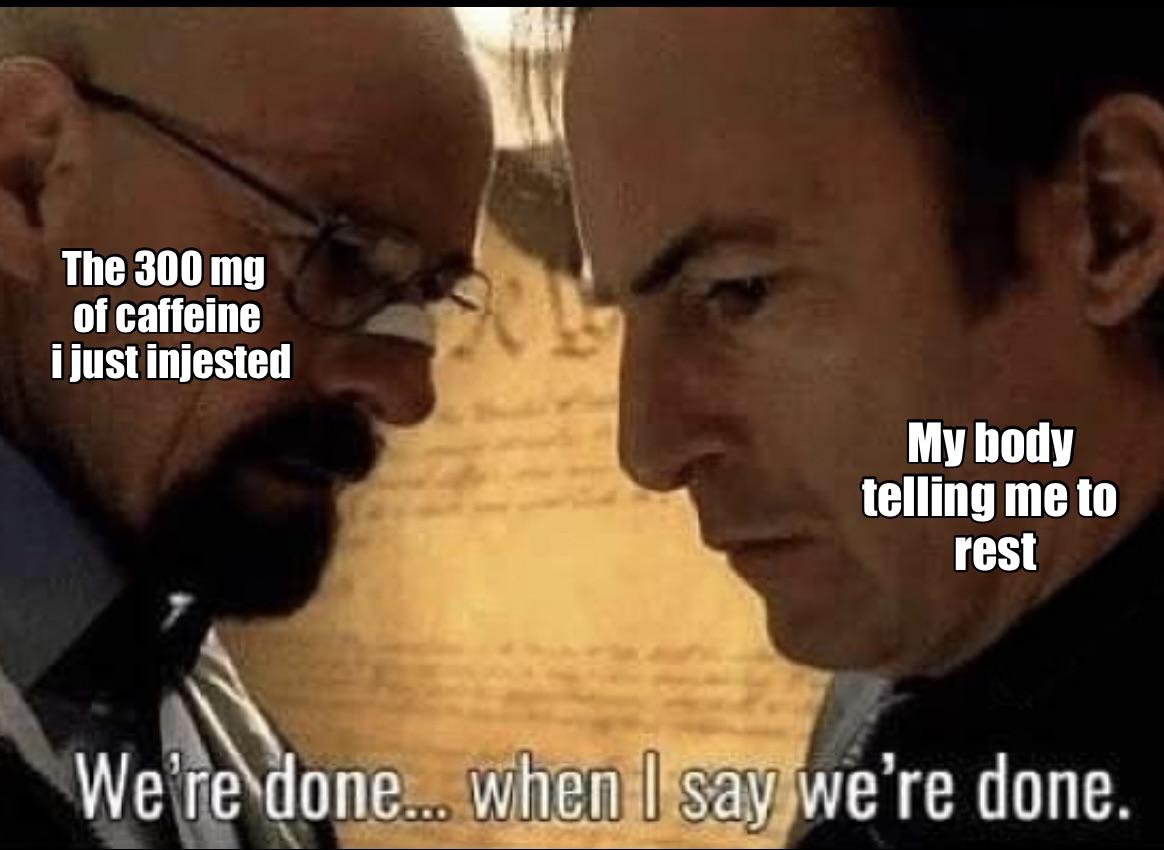 The 300 mg
of caffeine
i just injested
My body
telling me to
rest
We're done... when I say we're done.